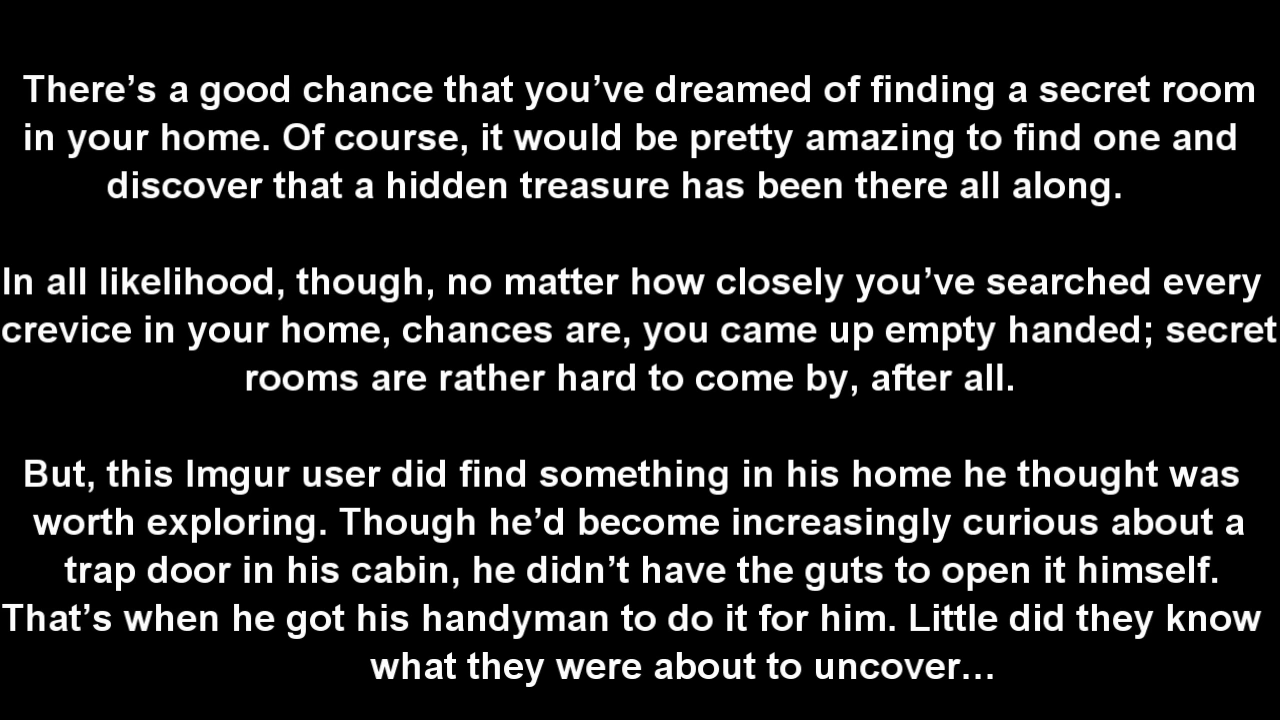 There’s a good chance that you’ve dreamed of finding a secret room
in your home. Of course, it would be pretty amazing to find one and
discover that a hidden treasure has been there all along.
In all likelihood, though, no matter how closely you’ve searched every
crevice in your home, chances are, you came up empty handed; secret
rooms are rather hard to come by, after all.
But, this Imgur user did find something in his home he thought was
worth exploring. Though he’d become increasingly curious about a
trap door in his cabin, he didn’t have the guts to open it himself.
That’s when he got his handyman to do it for him. Little did they know
what they were about to uncover…